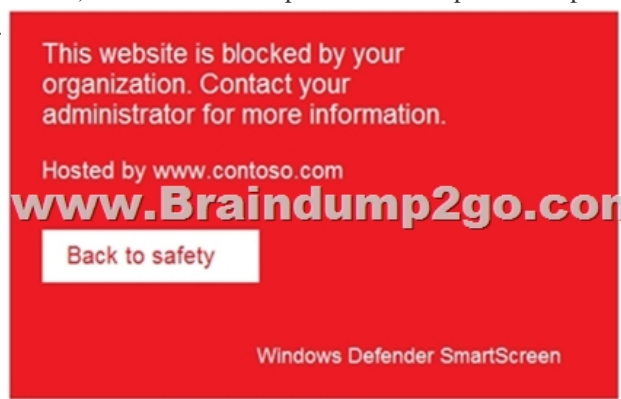 This website is blocked by your
organization. Contact your
administrator for more information.
Hosted by www.contoso.com
www.Braindump2go.com
Back to safety
Windows Defender SmartScreen